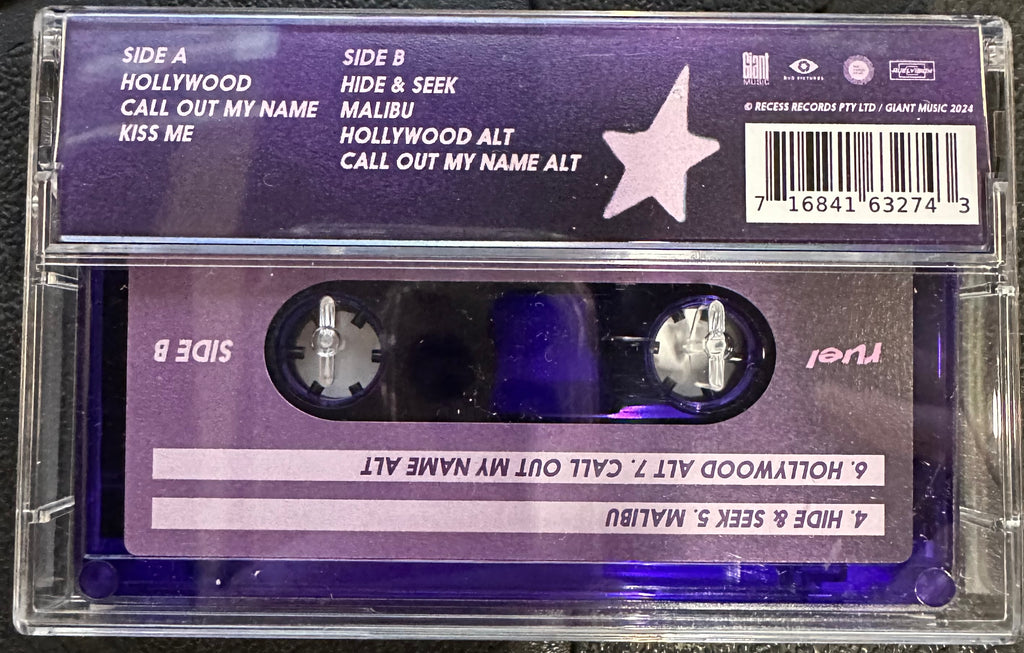 SIDE A
HOLLYWOOD
CALL OUT MY NAME
KISS ME
SIDE B
HIDE & SEEK
MALIBU
HOLLYWOOD ALT
CALL OUT MY NAME ALT
Giant
MUSIC
© RECESS RECORDS PTY LTD / GIANT MUSIC 2024
7 16841 63274 3
SIDE B
ruel
4. HIDE & SEEK 5. MALIBU
6. HOLLYWOOD ALT 7. CALL OUT MY NAME ALT